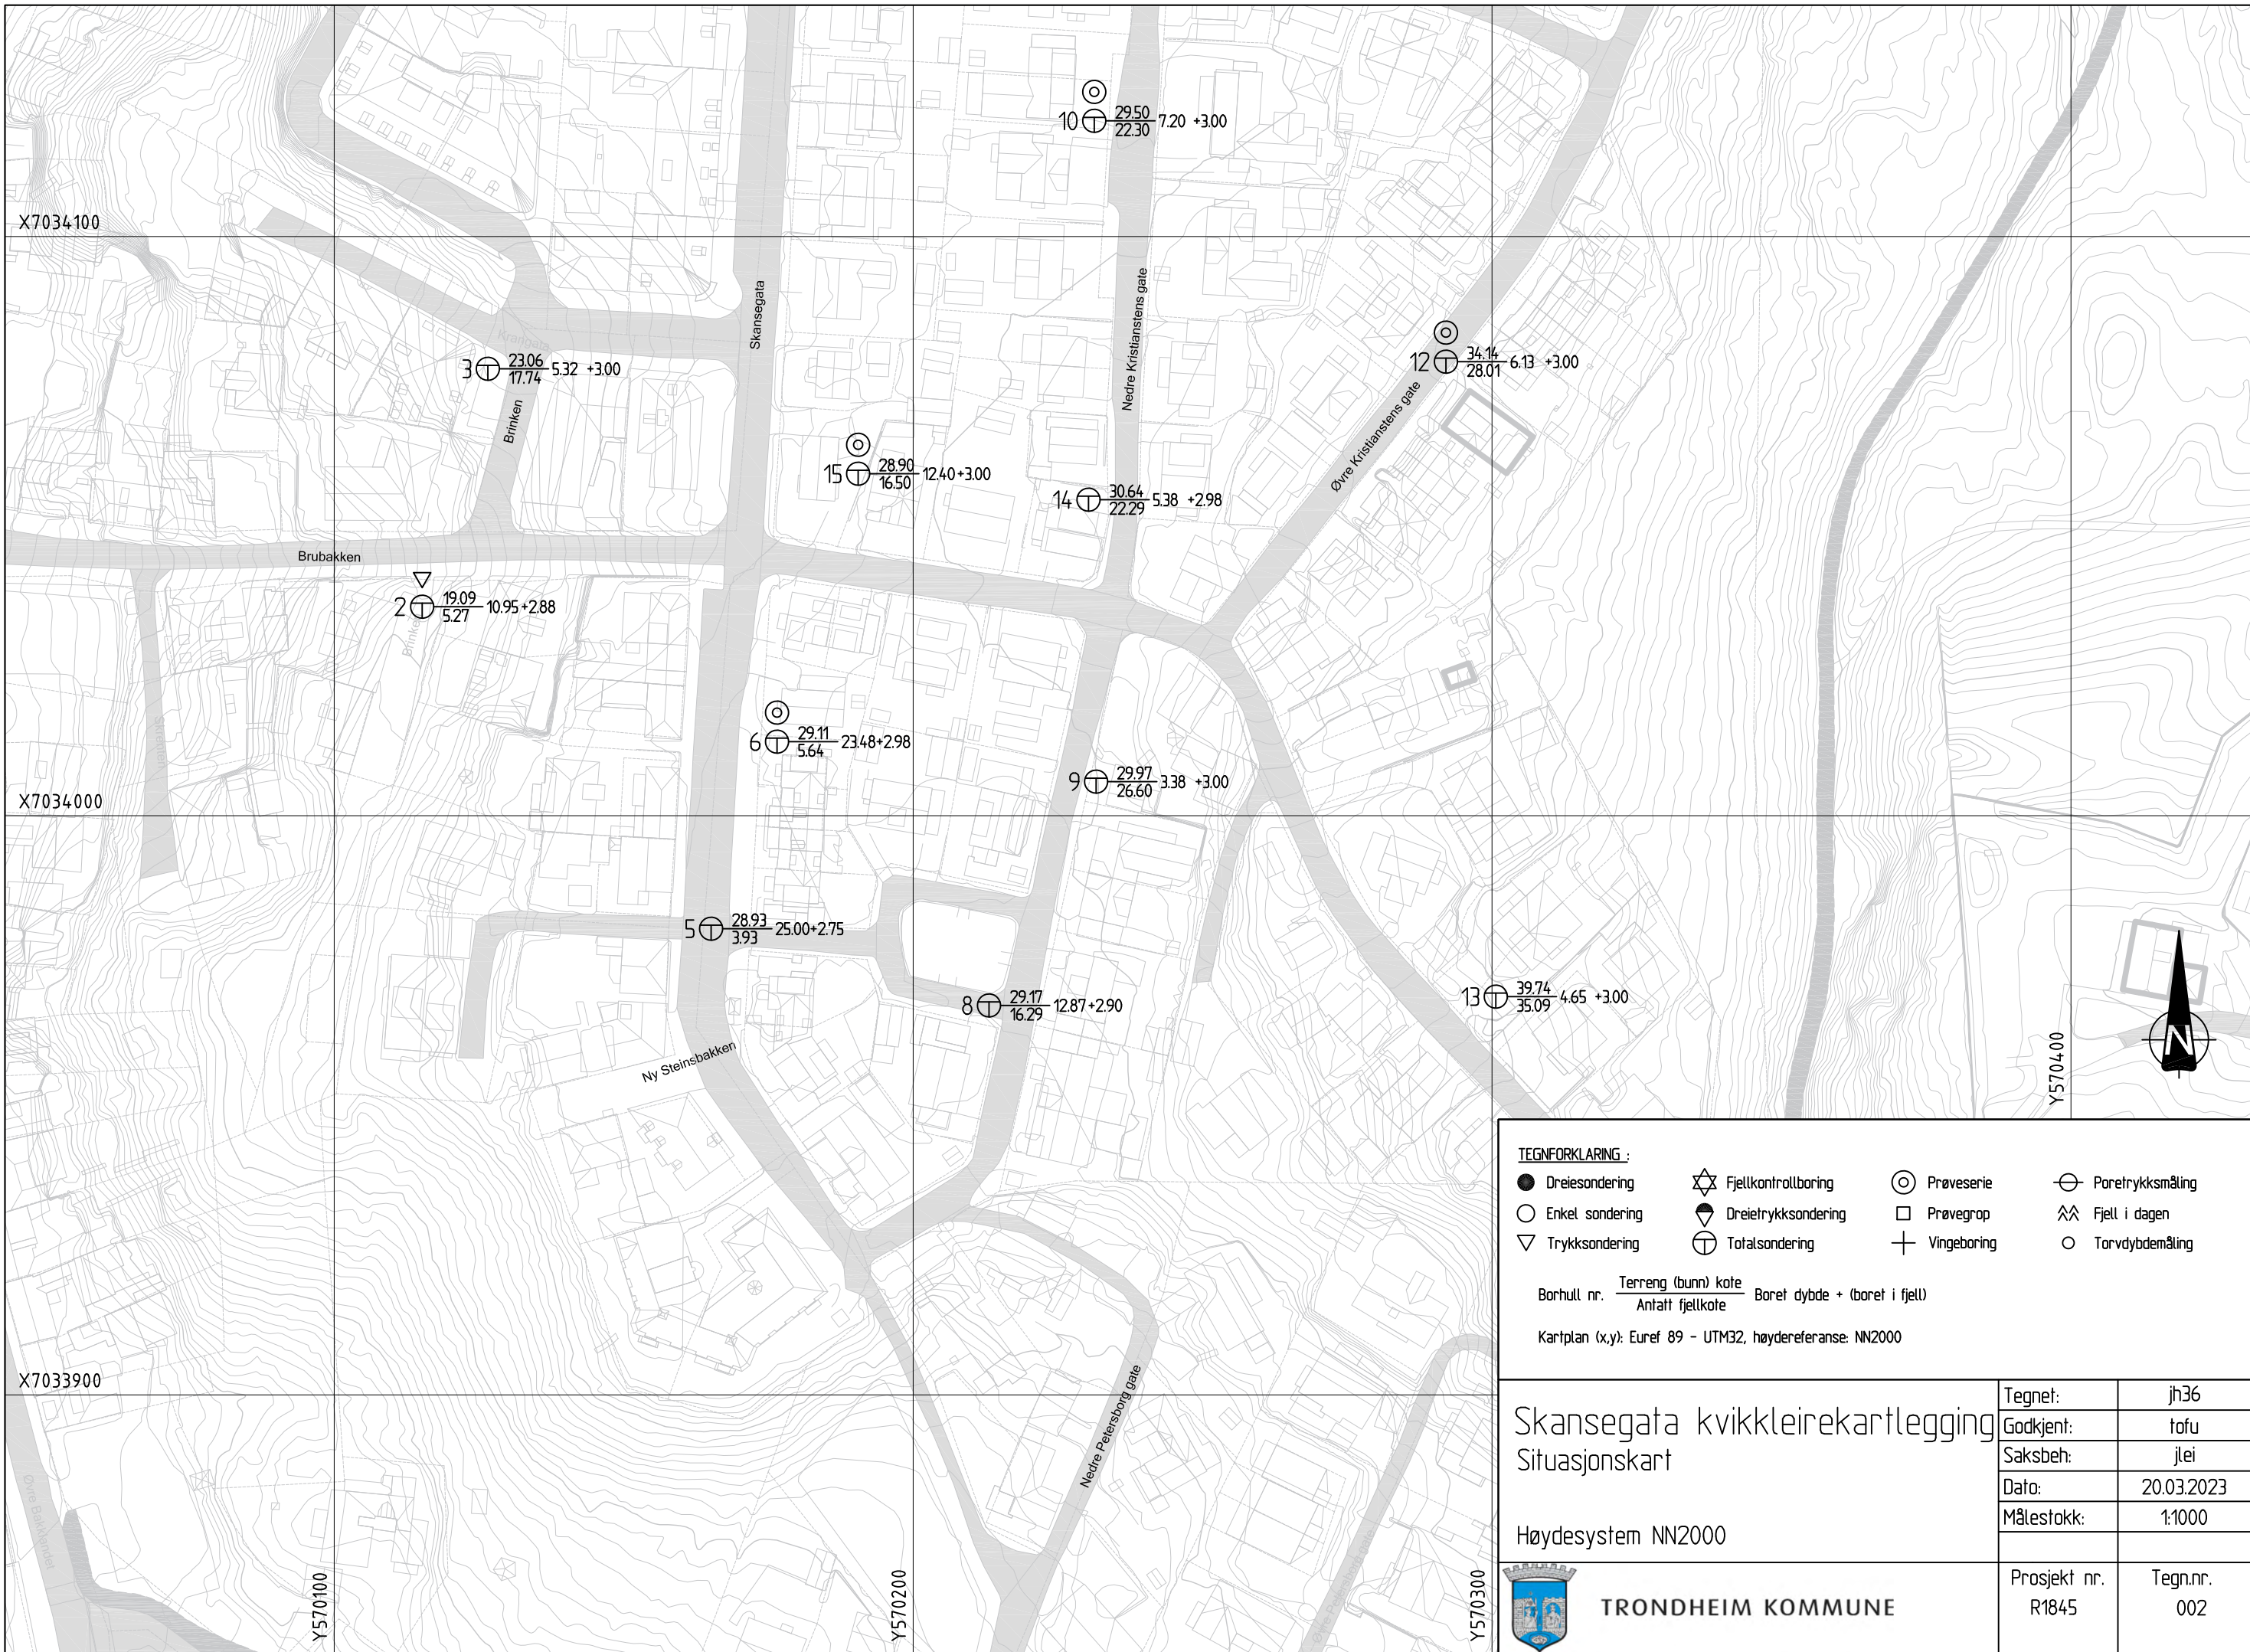 10 29.50 7.20 +3.00
22.30
X7034100
Skansegata
Nedre Kristianstens gate
Krangata
12 34.14 6.13 +3.00
28.01
3 23.06 5.32 +3.00
17.74
Brinken
Øvre Kristianstens gate
15 28.90 12.40+3.00
16.50
14 30.64 5.38 +2.98
22.29
Brubakken
2 19.09 10.95+2.88
5.27
6 29.11 23.48+2.98
5.64
9 29.97 3.38 +3.00
26.60
X7034000
5 28.93 25.00+2.75
3.93
8 29.17 12.87+2.90
16.29
13 39.74 4.65 +3.00
35.09
Ny Steinsbakken
Y570400
N
TEGNFORKLARING :
Dreiesondering Fjellkontrollboring Prøveserie Poretrykksmåling
Enkel sondering Dreietrykksondering Prøvegrop Fjell i dagen
Trykksondering Totalsondering Vingeboring Torvdybdemåling
Borhull nr. Terreng (bunn) kote Boret dybde + (boret i fjell)
Antatt fjellkote
Kartplan (x,y): Euref 89 - UTM32, høydereferanse: NN2000
X7033900
Nedre Petersborg gate
Øvre Bakklandet
Y570100
Y570200
Y570300
Skansegata kvikkleirekartlegging
Situasjonskart
Høydesystem NN2000
Tegnet: jh36
Godkjent: tofu
Saksbeh: jlei
Dato: 20.03.2023
Målestokk: 1:1000
TRONDHEIM KOMMUNE
Prosjekt nr. Tegn.nr.
R1845 002